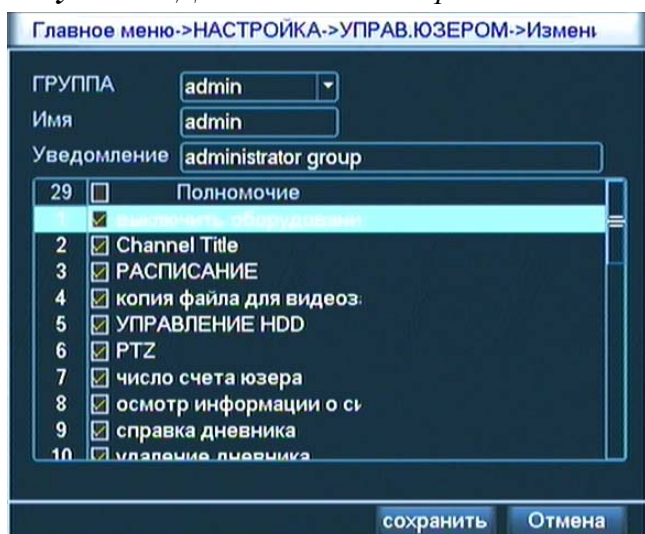 Главное меню->НАСТРОЙКА->УПРАВ.ЮЗЕРОМ->Измени
ГРУППА admin
Имя admin
Уведомление administrator group
29 Полномочие
1 выключить оборудовани
2 Channel Title
3 РАСПИСАНИЕ
4 копия файла для видеоз
5 УПРАВЛЕНИЕ HDD
6 PTZ
7 число счета юзера
8 осмотр информации о си
9 справка дневника
10 удаление дневника
сохранить Отмена